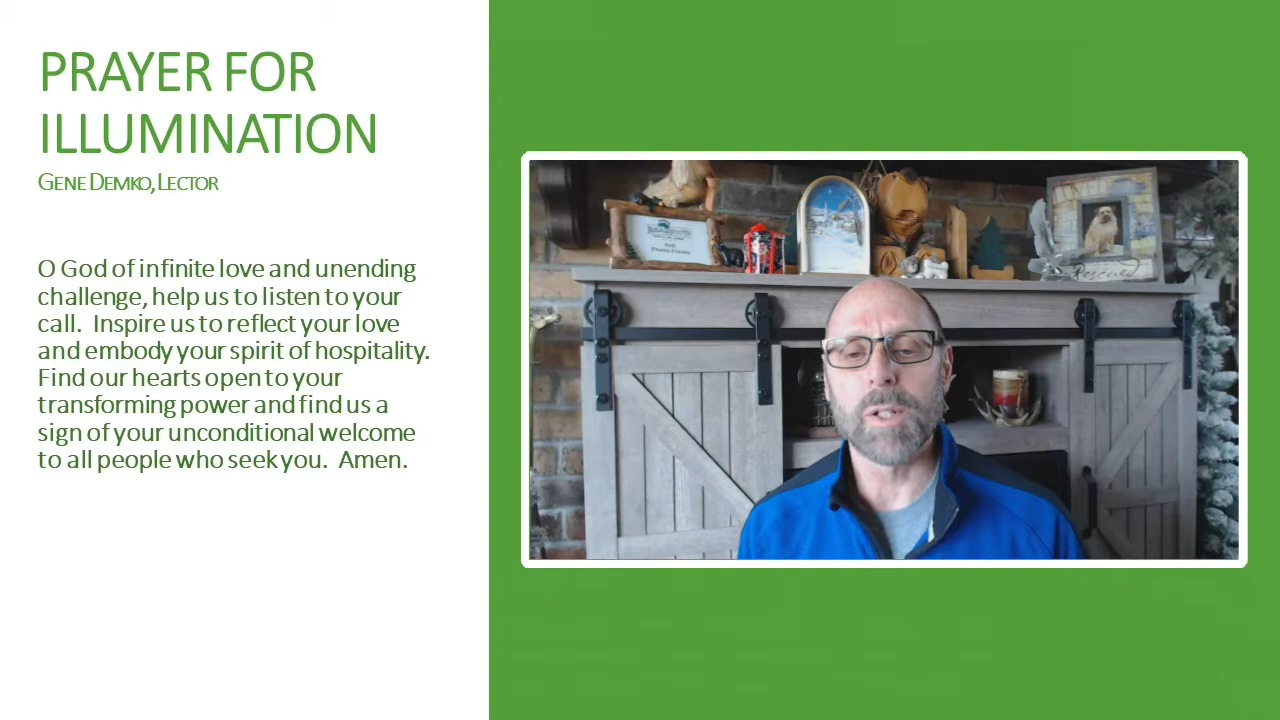 PRAYER FOR
ILLUMINATION
GENE DEMKO, LECTOR
O God of infinite love and unending
challenge, help us to listen to your
call.  Inspire us to reflect your love
and embody your spirit of hospitality.
Find our hearts open to your
transforming power and find us a
sign of your unconditional welcome
to all people who seek you.  Amen.
Rescued